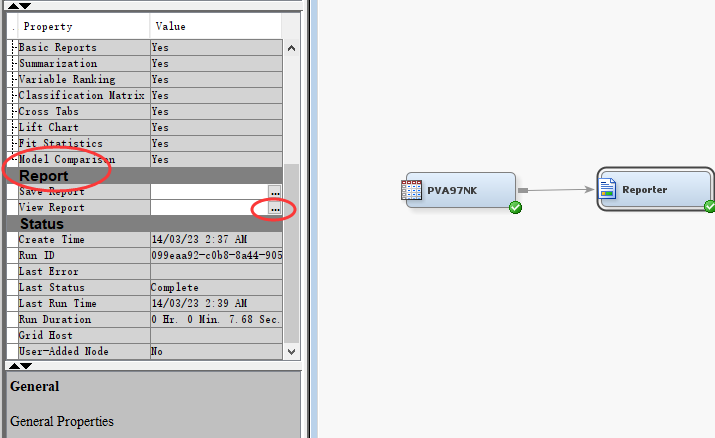 . Property Value
Basic Reports Yes
Summarization Yes
Variable Ranking Yes
Classification Matrix Yes
Cross Tabs Yes
Lift Chart Yes
Fit Statistics Yes
Model Comparison Yes
Report
Save Report ...
View Report ...
Status
Create Time 14/03/23 2:37 AM
Run ID 099eaa92-c0b8-8a44-905
Last Error
Last Status Complete
Last Run Time 14/03/23 2:39 AM
Run Duration 0 Hr. 0 Min. 7.68 Sec.
Grid Host
User-Added Node No
General
General Properties
PVA97NK
Reporter